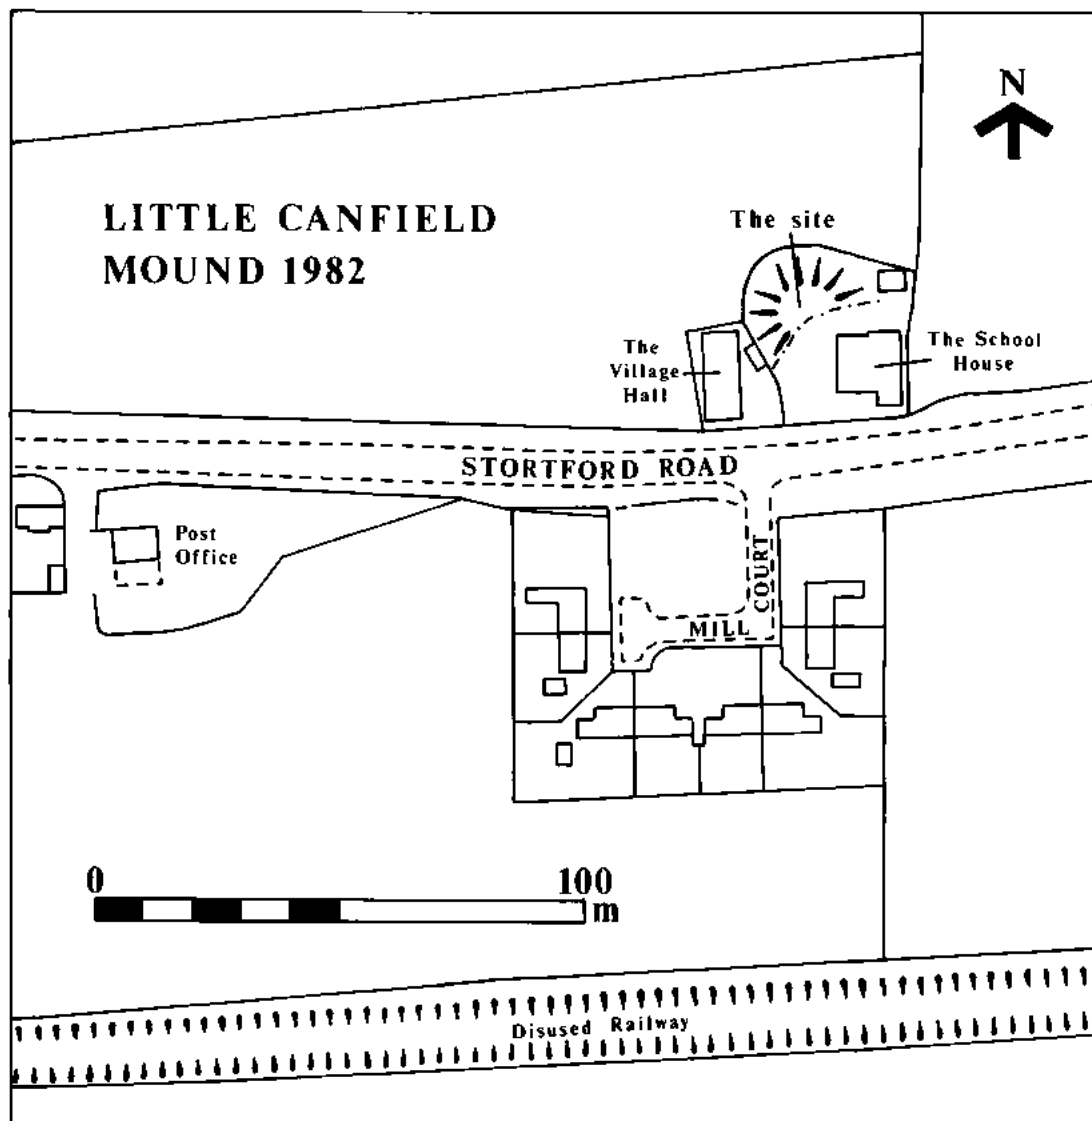 N
LITTLE CANFIELD
MOUND 1982
The site
The
Village
Hall
The School
House
STORTFORD ROAD
Post
Office
COURT
MILL
0
100
m
Disused Railway